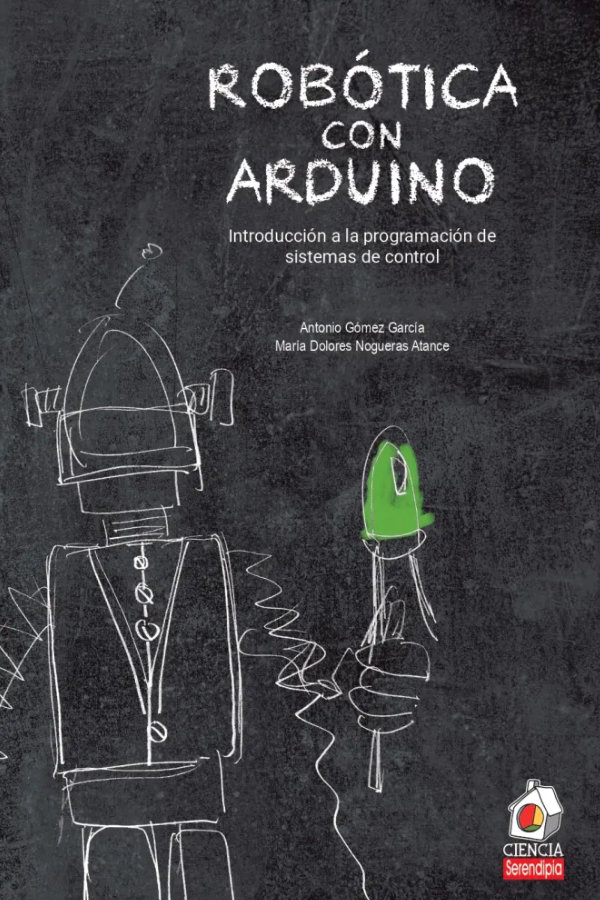 ROBÓTICA
CON
ARDUINO
Introducción a la programación de
sistemas de control
Antonio Gómez García
María Dolores Nogueras Atance
CIENCIA
Serendipia